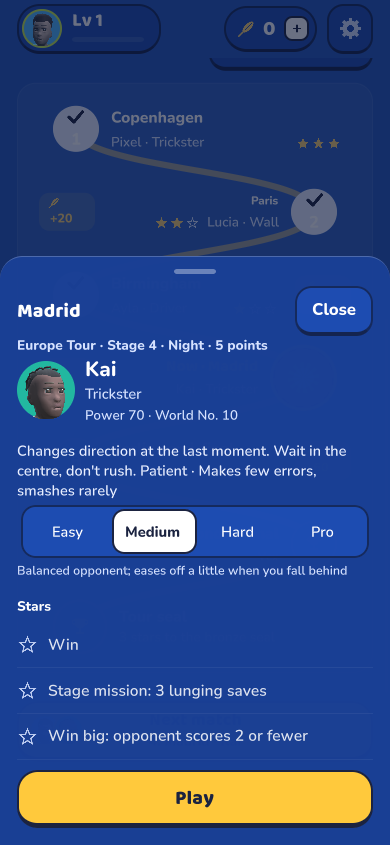 Lv 1
0
+
Copenhagen
Pixel · Trickster
1
Paris
+20
Lucia · Wall
2
Madrid
Close
Europe Tour · Stage 4 · Night · 5 points
Kai
Trickster
Power 70 · World No. 10
Changes direction at the last moment. Wait in the
centre, don't rush. Patient · Makes few errors,
smashes rarely
Easy
Medium
Hard
Pro
Balanced opponent; eases off a little when you fall behind
Stars
Win
Stage mission: 3 lunging saves
Win big: opponent scores 2 or fewer
Play